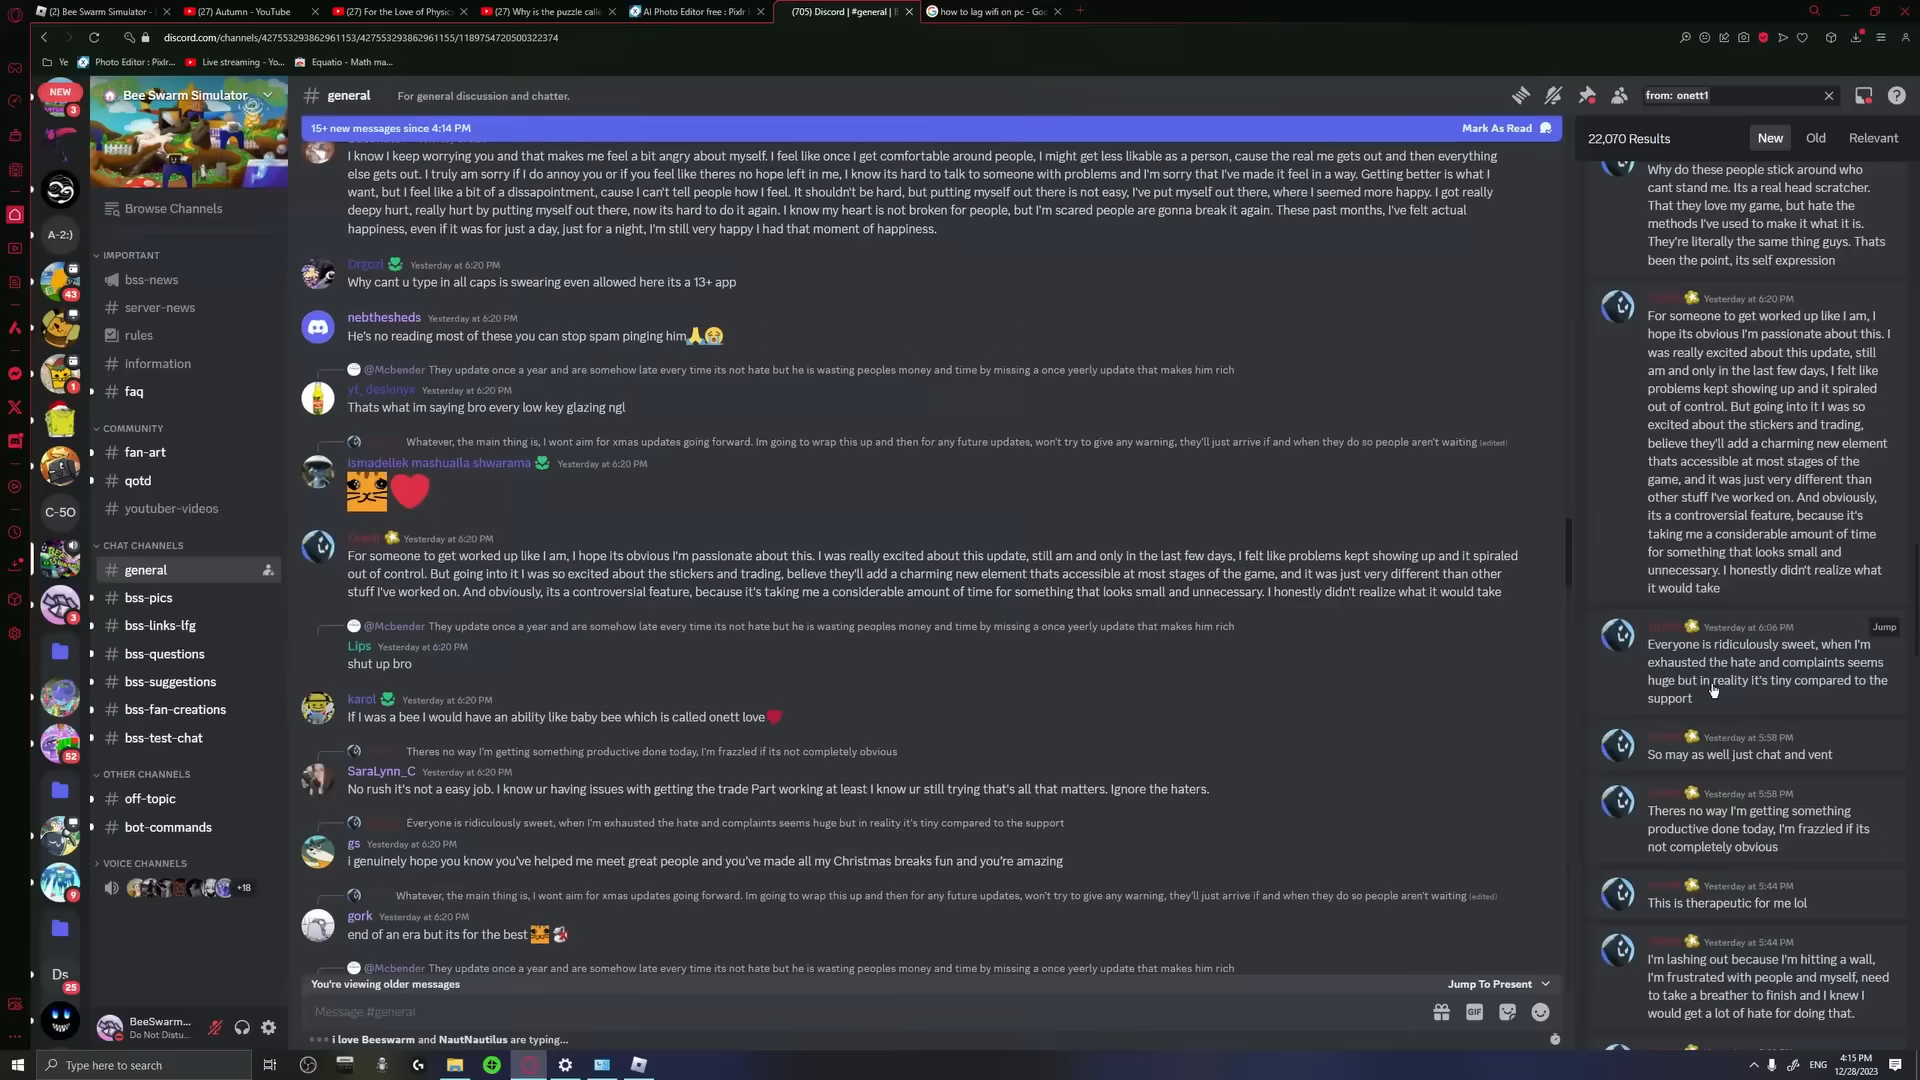 (2) Bee Swarm Simulator -
(27) Autumn - YouTube
(27) For the Love of Physic
(27) Why is the puzzle calle
AI Photo Editor free : Pixlr
(705) Discord | #general |
how to lag wifi on pc - Goo
discord.com/channels/427553293862961153/427553293862961155/1189754720500322374
Ye
Photo Editor : Pixlr...
Live streaming - Yo...
Equatio - Math ma...
NEW
3
A-2:)
43
1
C-5O
3
52
9
Ds
25
Bee Swarm Simulator
Browse Channels
IMPORTANT
bss-news
server-news
rules
information
faq
COMMUNITY
fan-art
qotd
youtuber-videos
CHAT CHANNELS
general
bss-pics
bss-links-lfg
bss-questions
bss-suggestions
bss-fan-creations
bss-test-chat
OTHER CHANNELS
off-topic
bot-commands
VOICE CHANNELS
+18
BeeSwarm...
Do Not Distu...
# general For general discussion and chatter.
15+ new messages since 4:14 PM Mark As Read
I know I keep worrying you and that makes me feel a bit angry about myself. I feel like once I get comfortable around people, I might get less likable as a person, cause the real me gets out and then everything
else gets out. I truly am sorry if I do annoy you or if you feel like theres no hope left in me, I know its hard to talk to someone with problems and I'm sorry that I've made it feel in a way. Getting better is what I
want, but I feel like a bit of a dissapointment, cause I can't tell people how I feel. It shouldn't be hard, but putting myself out there is not easy, I've put myself out there, where I seemed more happy. I got really
deepy hurt, really hurt by putting myself out there, now its hard to do it again. I know my heart is not broken for people, but I'm scared people are gonna break it again. These past months, I've felt actual
happiness, even if it was for just a day, just for a night, I'm still very happy I had that moment of happiness.
Drgozl Yesterday at 6:20 PM
Why cant u type in all caps is swearing even allowed here its a 13+ app
nebthesheds Yesterday at 6:20 PM
He's no reading most of these you can stop spam pinging him🙏😭
@Mcbender They update once a year and are somehow late every time its not hate but he is wasting peoples money and time by missing a once yeerly update that makes him rich
yt_desionyx Yesterday at 6:20 PM
Thats what im saying bro every low key glazing ngl
Whatever, the main thing is, I wont aim for xmas updates going forward. Im going to wrap this up and then for any future updates, won't try to give any warning, they'll just arrive if and when they do so people aren't waiting (edited)
ismadellek mashualla shwarama Yesterday at 6:20 PM
Yesterday at 6:20 PM
For someone to get worked up like I am, I hope its obvious I'm passionate about this. I was really excited about this update, still am and only in the last few days, I felt like problems kept showing up and it spiraled
out of control. But going into it I was so excited about the stickers and trading, believe they'll add a charming new element thats accessible at most stages of the game, and it was just very different than other
stuff I've worked on. And obviously, its a controversial feature, because it's taking me a considerable amount of time for something that looks small and unnecessary. I honestly didn't realize what it would take
@Mcbender They update once a year and are somehow late every time its not hate but he is wasting peoples money and time by missing a once yeerly update that makes him rich
Lips Yesterday at 6:20 PM
shut up bro
karol Yesterday at 6:20 PM
If I was a bee I would have an ability like baby bee which is called onett love❤️
Theres no way I'm getting something productive done today, I'm frazzled if its not completely obvious
SaraLynn_C Yesterday at 6:20 PM
No rush it's not a easy job. I know ur having issues with getting the trade Part working at least I know ur still trying that's all that matters. Ignore the haters.
Everyone is ridiculously sweet, when I'm exhausted the hate and complaints seems huge but in reality it's tiny compared to the support
gs Yesterday at 6:20 PM
i genuinely hope you know you've helped me meet great people and you've made all my Christmas breaks fun and you're amazing
Whatever, the main thing is, I wont aim for xmas updates going forward. Im going to wrap this up and then for any future updates, won't try to give any warning, they'll just arrive if and when they do so people aren't waiting (edited)
gork Yesterday at 6:20 PM
end of an era but its for the best
@Mcbender They update once a year and are somehow late every time its not hate but he is wasting peoples money and time by missing a once yeerly update that makes him rich
You're viewing older messages Jump To Present
Message #general
GIF
i love Beeswarm and NautNautilus are typing...
from: onett1
22,070 Results New Old Relevant
Why do these people stick around who
cant stand me. Its a real head scratcher.
That they love my game, but hate the
methods I've used to make it what it is.
They're literally the same thing guys. Thats
been the point, its self expression
Yesterday at 6:20 PM
For someone to get worked up like I am, I
hope its obvious I'm passionate about this. I
was really excited about this update, still
am and only in the last few days, I felt like
problems kept showing up and it spiraled
out of control. But going into it I was so
excited about the stickers and trading,
believe they'll add a charming new element
thats accessible at most stages of the
game, and it was just very different than
other stuff I've worked on. And obviously,
its a controversial feature, because it's
taking me a considerable amount of time
for something that looks small and
unnecessary. I honestly didn't realize what
it would take
Yesterday at 6:06 PM Jump
Everyone is ridiculously sweet, when I'm
exhausted the hate and complaints seems
huge but in reality it's tiny compared to the
support
Yesterday at 5:58 PM
So may as well just chat and vent
Yesterday at 5:58 PM
Theres no way I'm getting something
productive done today, I'm frazzled if its
not completely obvious
Yesterday at 5:44 PM
This is therapeutic for me lol
Yesterday at 5:44 PM
I'm lashing out because I'm hitting a wall,
I'm frustrated with people and myself, need
to take a breather to finish and I knew I
would get a lot of hate for doing that.
Type here to search
ENG
4:15 PM
12/28/2023